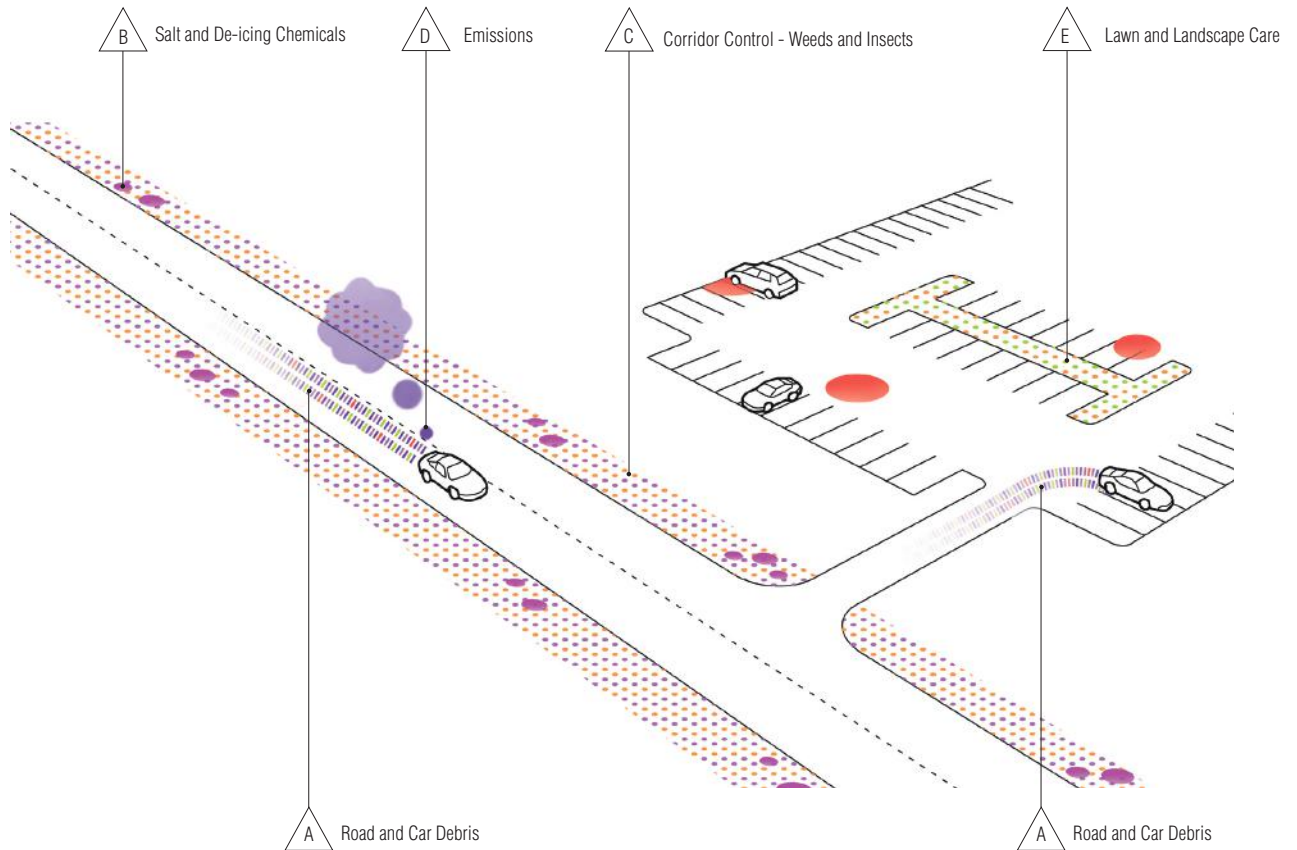 B Salt and De-icing Chemicals
D Emissions
C Corridor Control - Weeds and Insects
E Lawn and Landscape Care
A Road and Car Debris
A Road and Car Debris